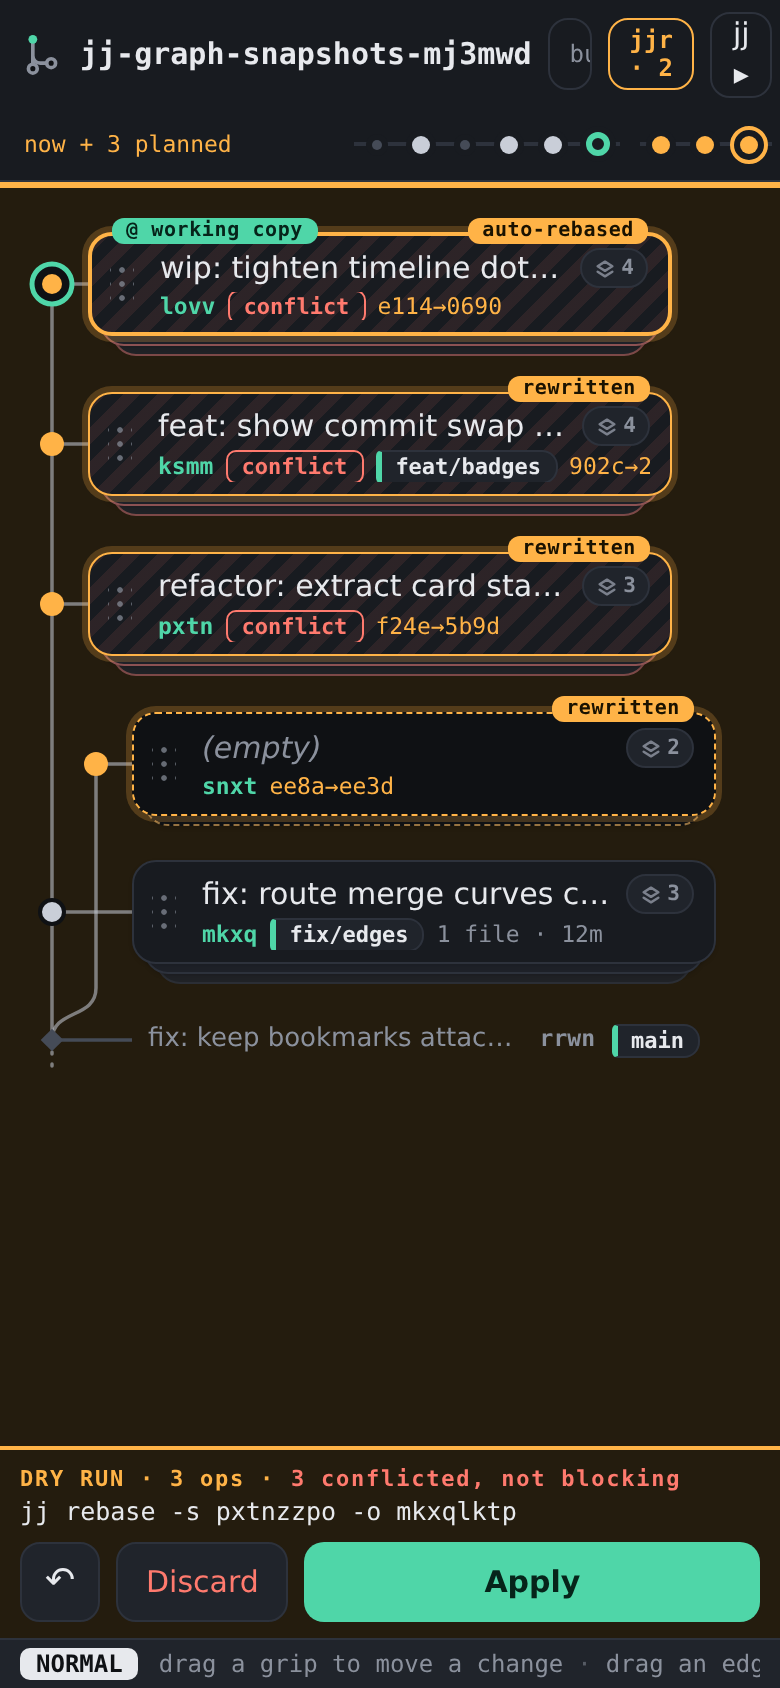 jj-graph-snapshots-mj3mwd
jjr · 2
jj ▶
now + 3 planned
@ working copy
auto-rebased
wip: tighten timeline dot…
4
lovv conflict e114→0690
rewritten
feat: show commit swap …
4
ksmm conflict feat/badges 902c→2
rewritten
refactor: extract card sta…
3
pxtn conflict f24e→5b9d
rewritten
(empty)
2
snxt ee8a→ee3d
fix: route merge curves c…
3
mkxq fix/edges 1 file · 12m
fix: keep bookmarks attac… rrwn main
DRY RUN · 3 ops · 3 conflicted, not blocking
jj rebase -s pxtnzzpo -o mkxqlktp
↶ Discard Apply
NORMAL drag a grip to move a change · drag an edg